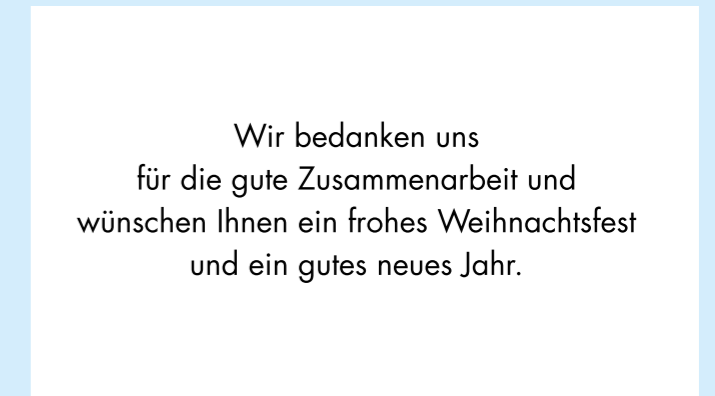 Wir bedanken uns
für die gute Zusammenarbeit und
wünschen Ihnen ein frohes Weihnachtsfest
und ein gutes neues Jahr.